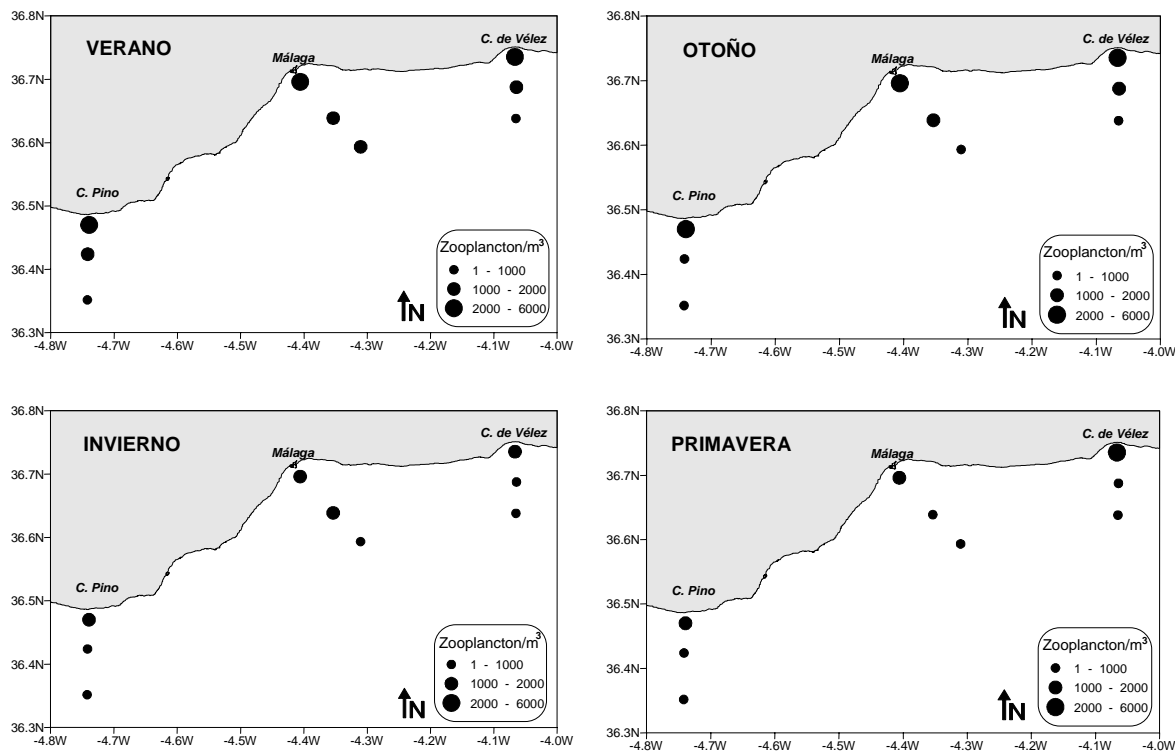 VERANO
C. de Vélez
Málaga
C. Pino
36.8N
36.7N
36.6N
36.5N
36.4N
36.3N
Zooplancton/m³
1 - 1000
1000 - 2000
2000 - 6000
N
-4.8W -4.7W -4.6W -4.5W -4.4W -4.3W -4.2W -4.1W -4.0W
OTOÑO
C. de Vélez
Málaga
C. Pino
36.8N
36.7N
36.6N
36.5N
36.4N
36.3N
Zooplancton/m³
1 - 1000
1000 - 2000
2000 - 6000
N
-4.8W -4.7W -4.6W -4.5W -4.4W -4.3W -4.2W -4.1W -4.0W
INVIERNO
C. de Vélez
Málaga
C. Pino
36.8N
36.7N
36.6N
36.5N
36.4N
36.3N
Zooplancton/m³
1 - 1000
1000 - 2000
2000 - 6000
N
-4.8W -4.7W -4.6W -4.5W -4.4W -4.3W -4.2W -4.1W -4.0W
PRIMAVERA
C. de Vélez
Málaga
C. Pino
36.8N
36.7N
36.6N
36.5N
36.4N
36.3N
Zooplancton/m³
1 - 1000
1000 - 2000
2000 - 6000
N
-4.8W -4.7W -4.6W -4.5W -4.4W -4.3W -4.2W -4.1W -4.0W